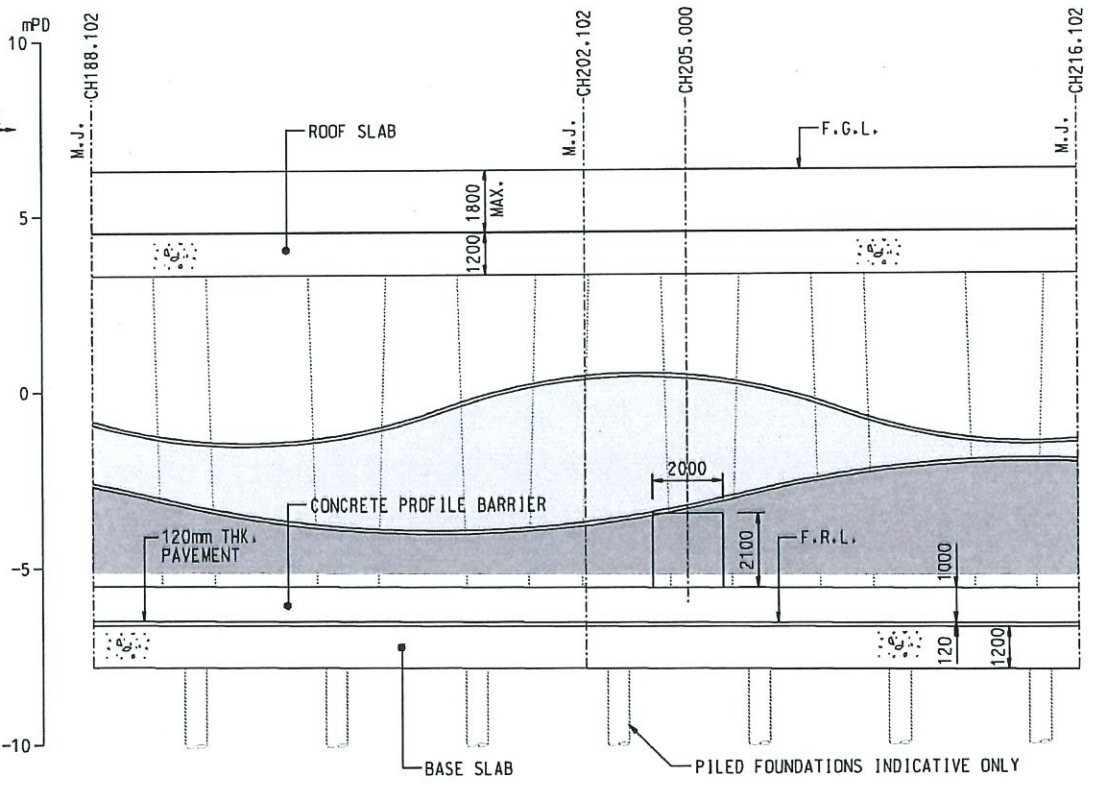 mPD
10
5
0
-5
-10
CH188.102
CH202.102
CH205.000
CH216.102
M.J.
M.J.
M.J.
ROOF SLAB
F.G.L.
1800
MAX.
1200
2000
CONCRETE PROFILE BARRIER
120mm THK.
PAVEMENT
2100
F.R.L.
1000
120
1200
BASE SLAB
PILED FOUNDATIONS INDICATIVE ONLY